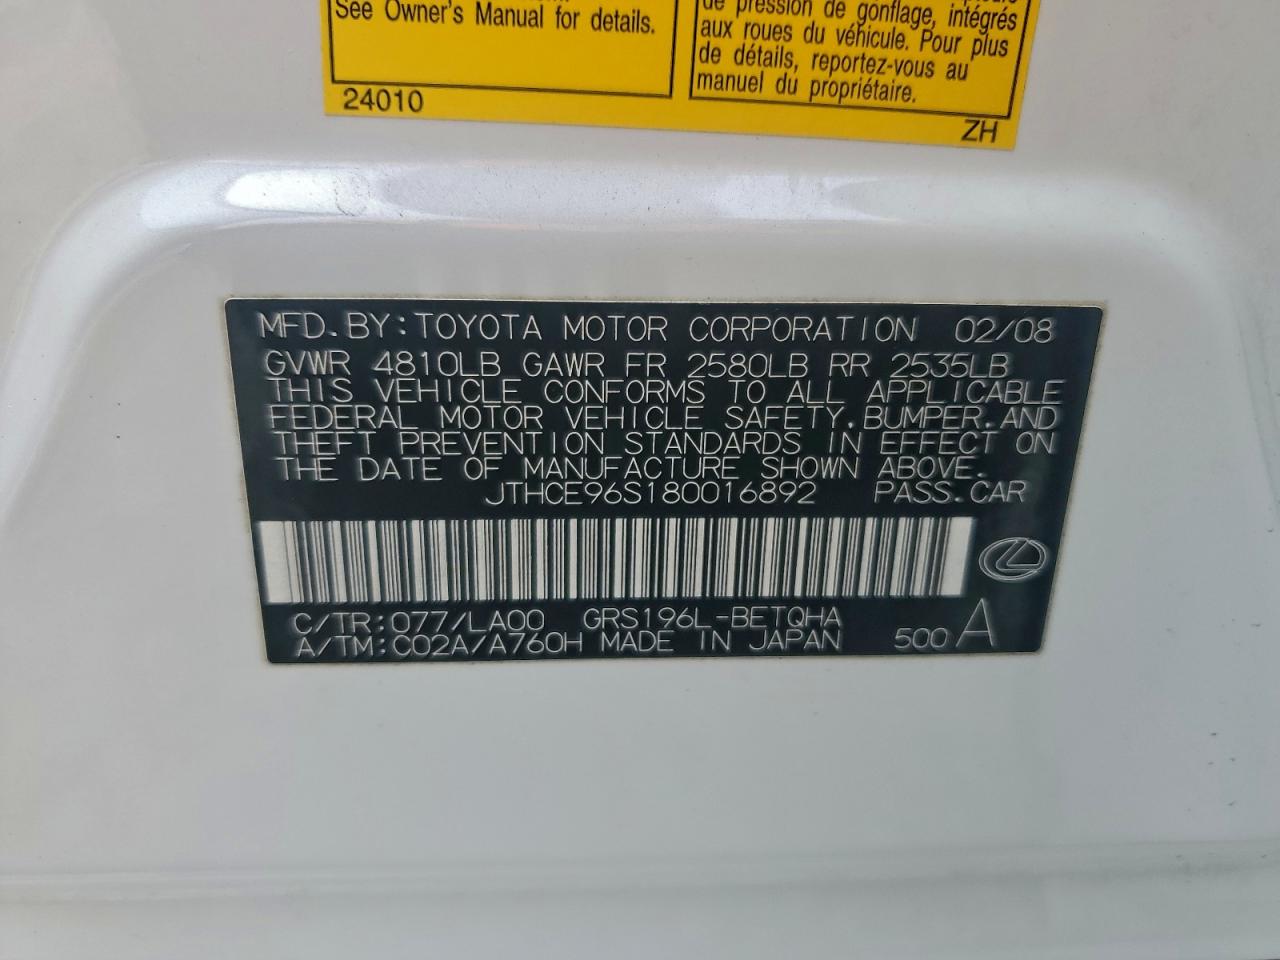 See Owner's Manual for details.
de pression de gonflage, intégrés
aux roues du véhicule. Pour plus
de détails, reportez-vous au
manuel du propriétaire.
24010
ZH
MFD.BY:TOYOTA MOTOR CORPORATION 02/08
GVWR 4810LB GAWR FR 2580LB RR 2535LB
THIS VEHICLE CONFORMS TO ALL APPLICABLE
FEDERAL MOTOR VEHICLE SAFETY,BUMPER,AND
THEFT PREVENTION STANDARDS IN EFFECT ON
THE DATE OF MANUFACTURE SHOWN ABOVE.
JTHCE96S180016892 PASS.CAR
C/TR:077/LA00 GRS196L-BETQHA
A/TM:C02A/A760H MADE IN JAPAN 500 A